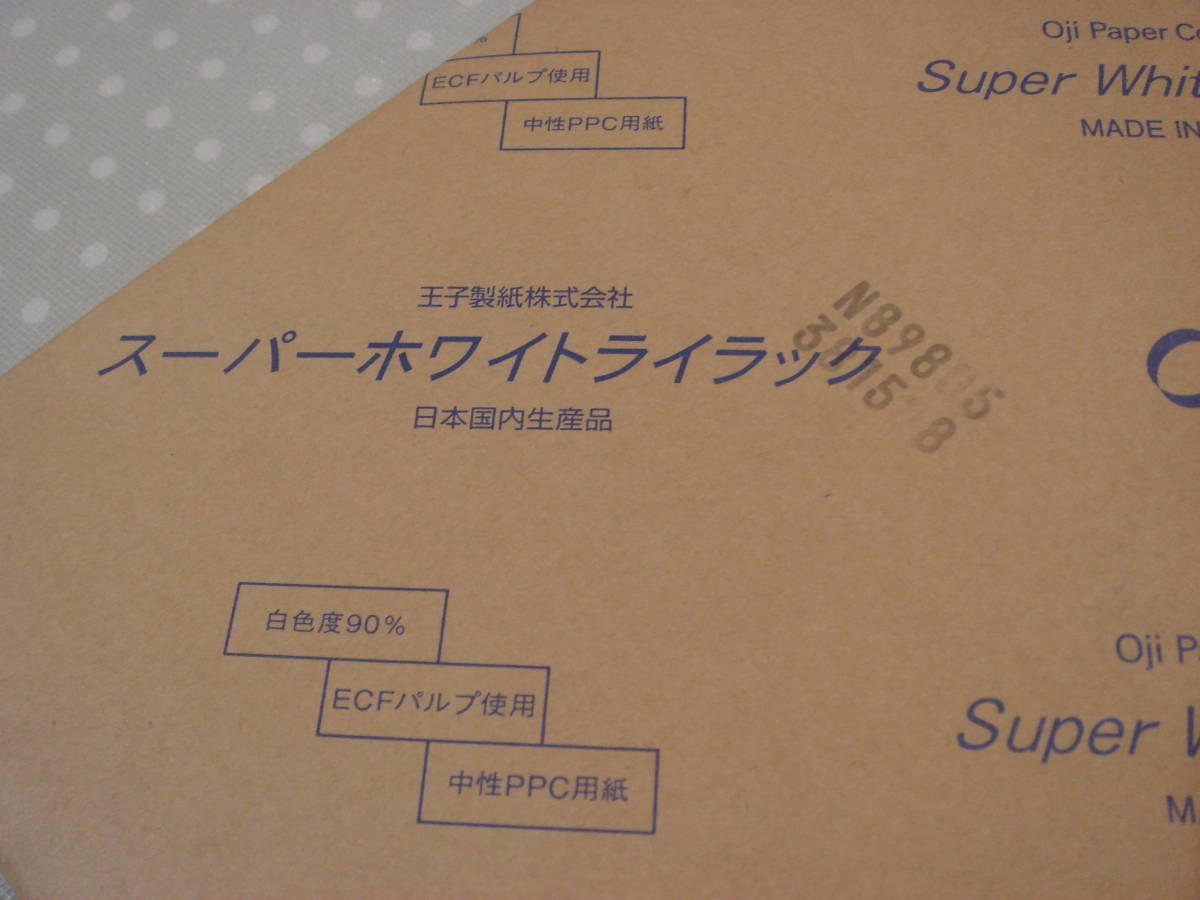 ECFパルプ使用
中性PPC用紙
Oji Paper
Super
MADE IN
王子製紙株式会社
スーパーホワイトライラック
日本国内生産品
N89805
白色度90%
ECFパルプ使用
中性PPC用紙
Oji
Super